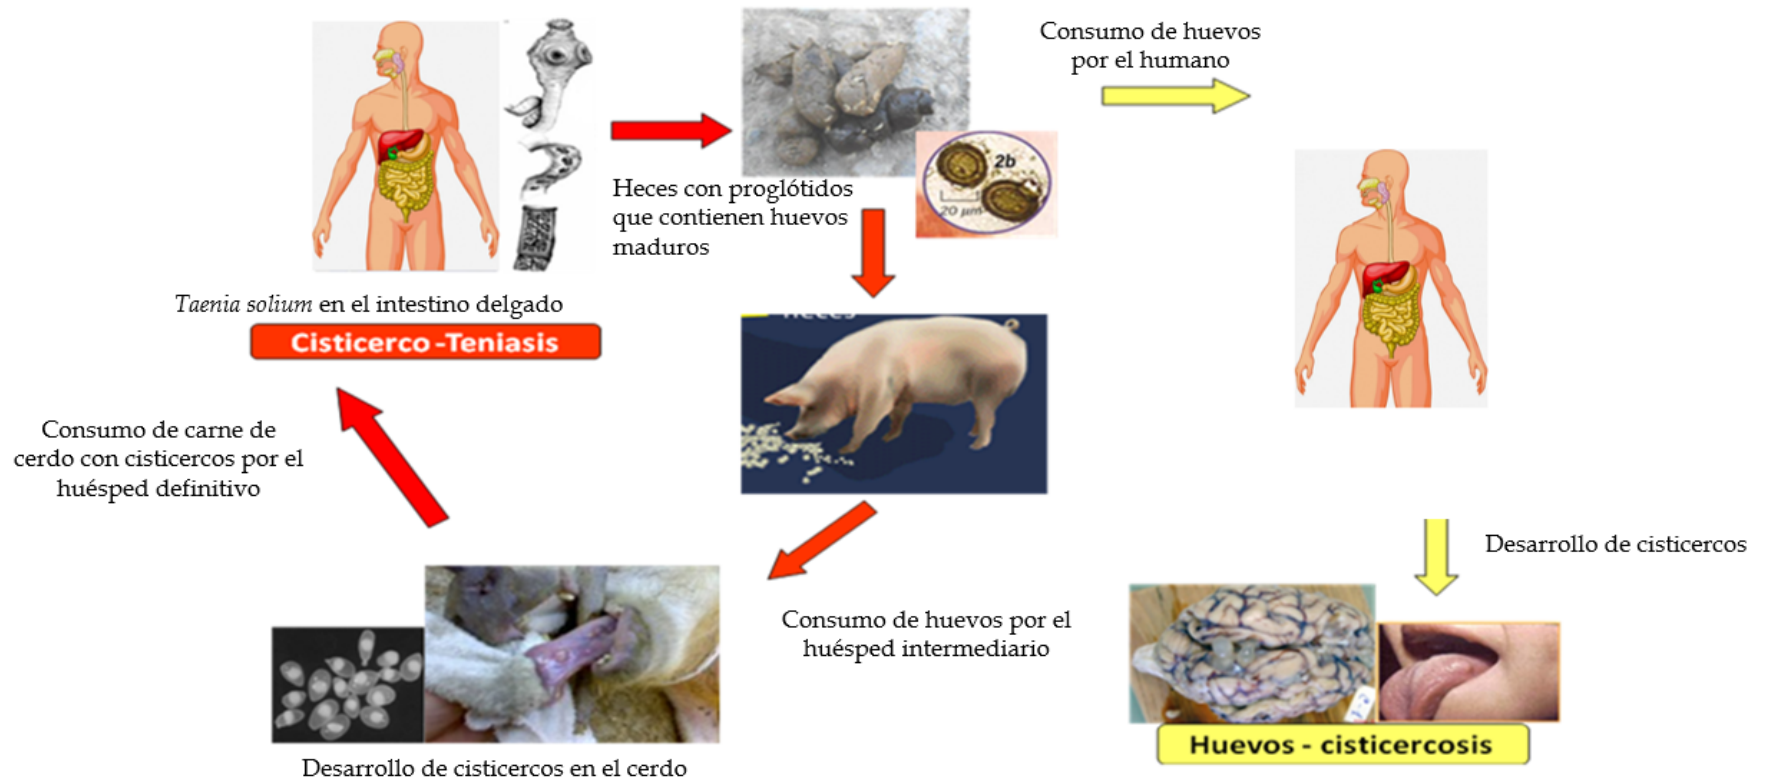 Consumo de huevos
por el humano
2b
20 µm
Heces con proglótidos
que contienen huevos
maduros
Taenia solium en el intestino delgado
Cisticerco -Teniasis
heces
Consumo de carne de
cerdo con cisticercos por el
huésped definitivo
Desarrollo de cisticercos
Consumo de huevos por el
huésped intermediario
Huevos - cisticercosis
Desarrollo de cisticercos en el cerdo